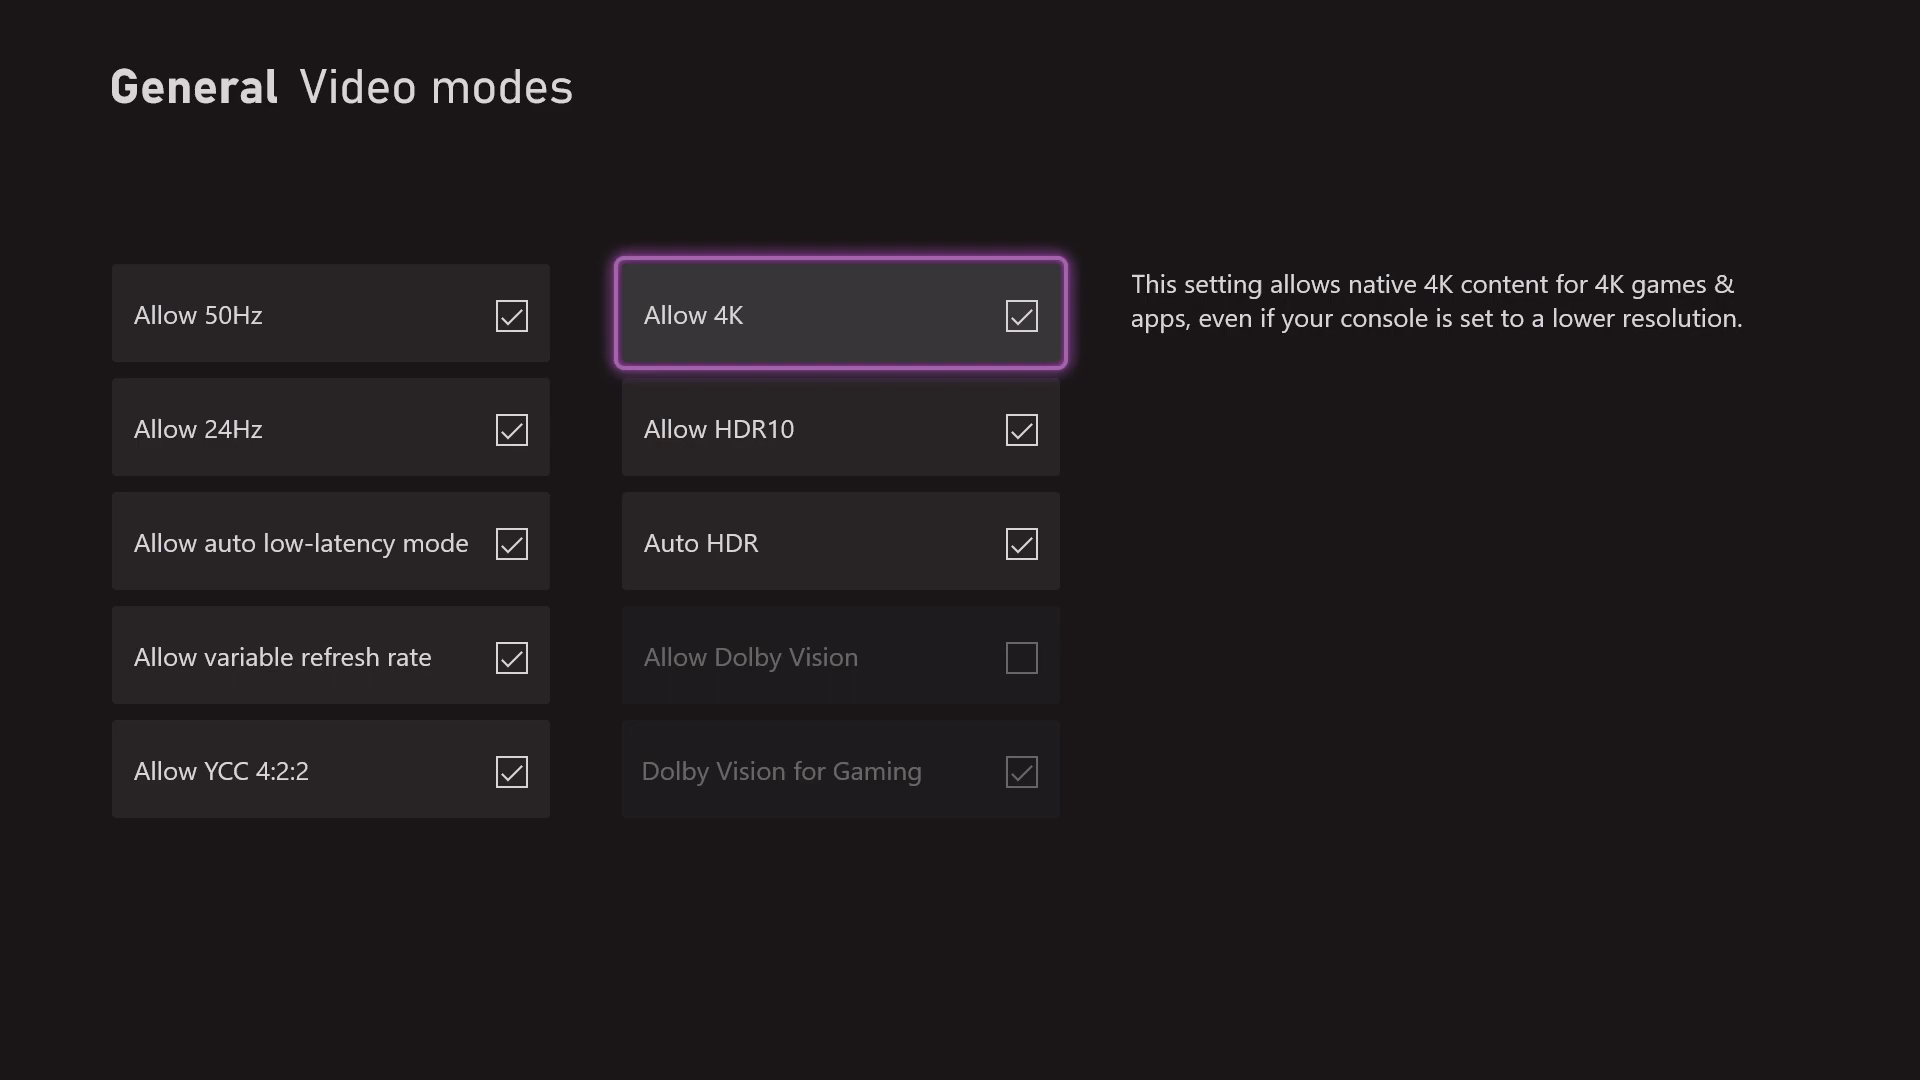 General Video modes
Allow 50Hz
Allow 24Hz
Allow auto low-latency mode
Allow variable refresh rate
Allow YCC 4:2:2
Allow 4K
Allow HDR10
Auto HDR
Allow Dolby Vision
Dolby Vision for Gaming
This setting allows native 4K content for 4K games &
apps, even if your console is set to a lower resolution.